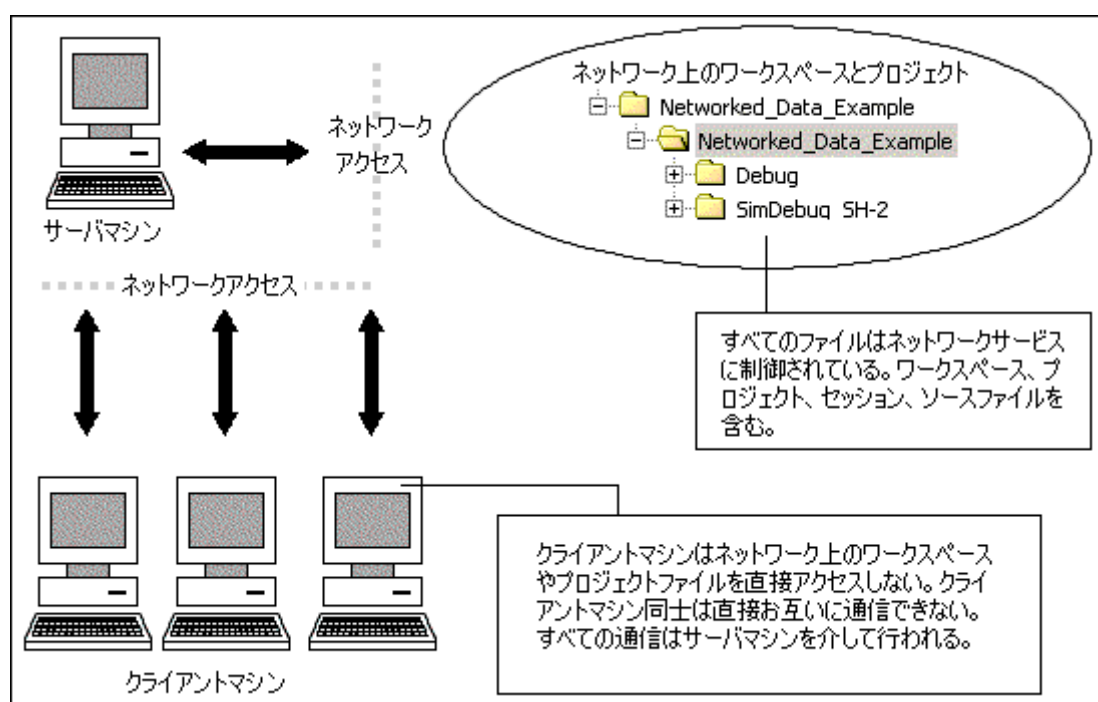 ネットワーク上のワークスペースとプロジェクト
Networked_Data_Example
Networked_Data_Example
Debug
SimDebug SH-2
ネットワーク
アクセス
サーバマシン
ネットワークアクセス
すべてのファイルはネットワークサービス
に制御されている。ワークスペース、プ
ロジェクト、セッション、ソースファイルを
含む。
クライアントマシンはネットワーク上のワークスペース
やプロジェクトファイルを直接アクセスしない。クライ
アントマシン同士は直接お互いに通信できない。
すべての通信はサーバマシンを介して行われる。
クライアントマシン